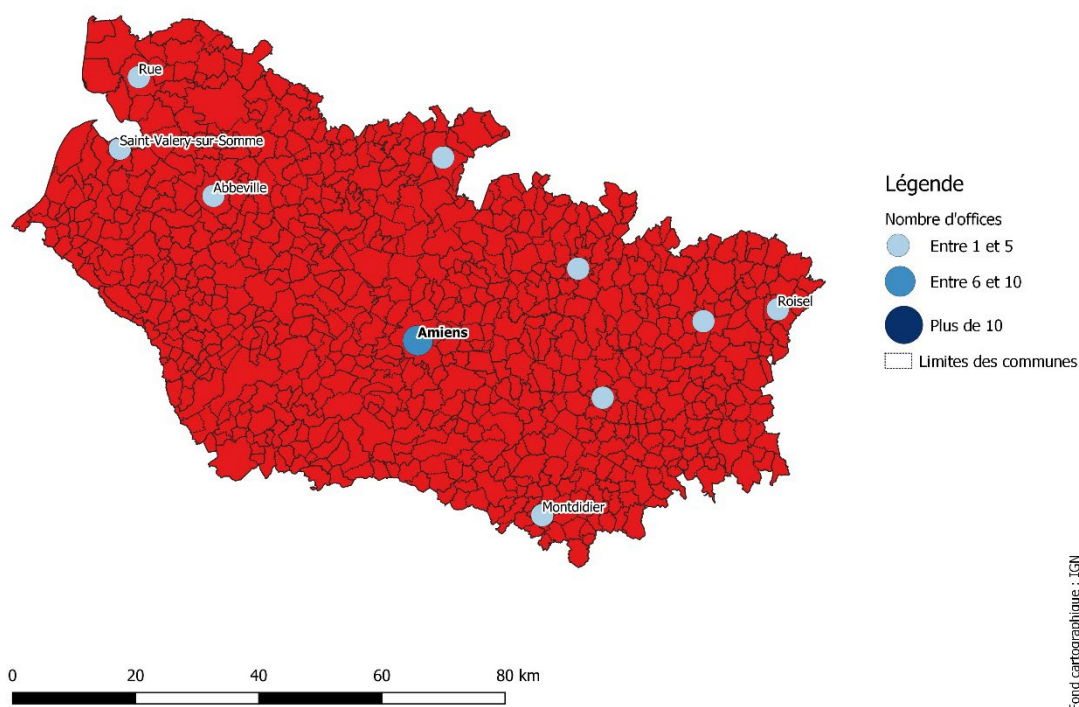 Rue
Saint-Valery-sur-Somme
Abbeville
Amiens
Roisel
Montdidier
Légende
Nombre d'offices
Entre 1 et 5
Entre 6 et 10
Plus de 10
Limites des communes
0 20 40 60 80 km
Fond cartographique : IGN